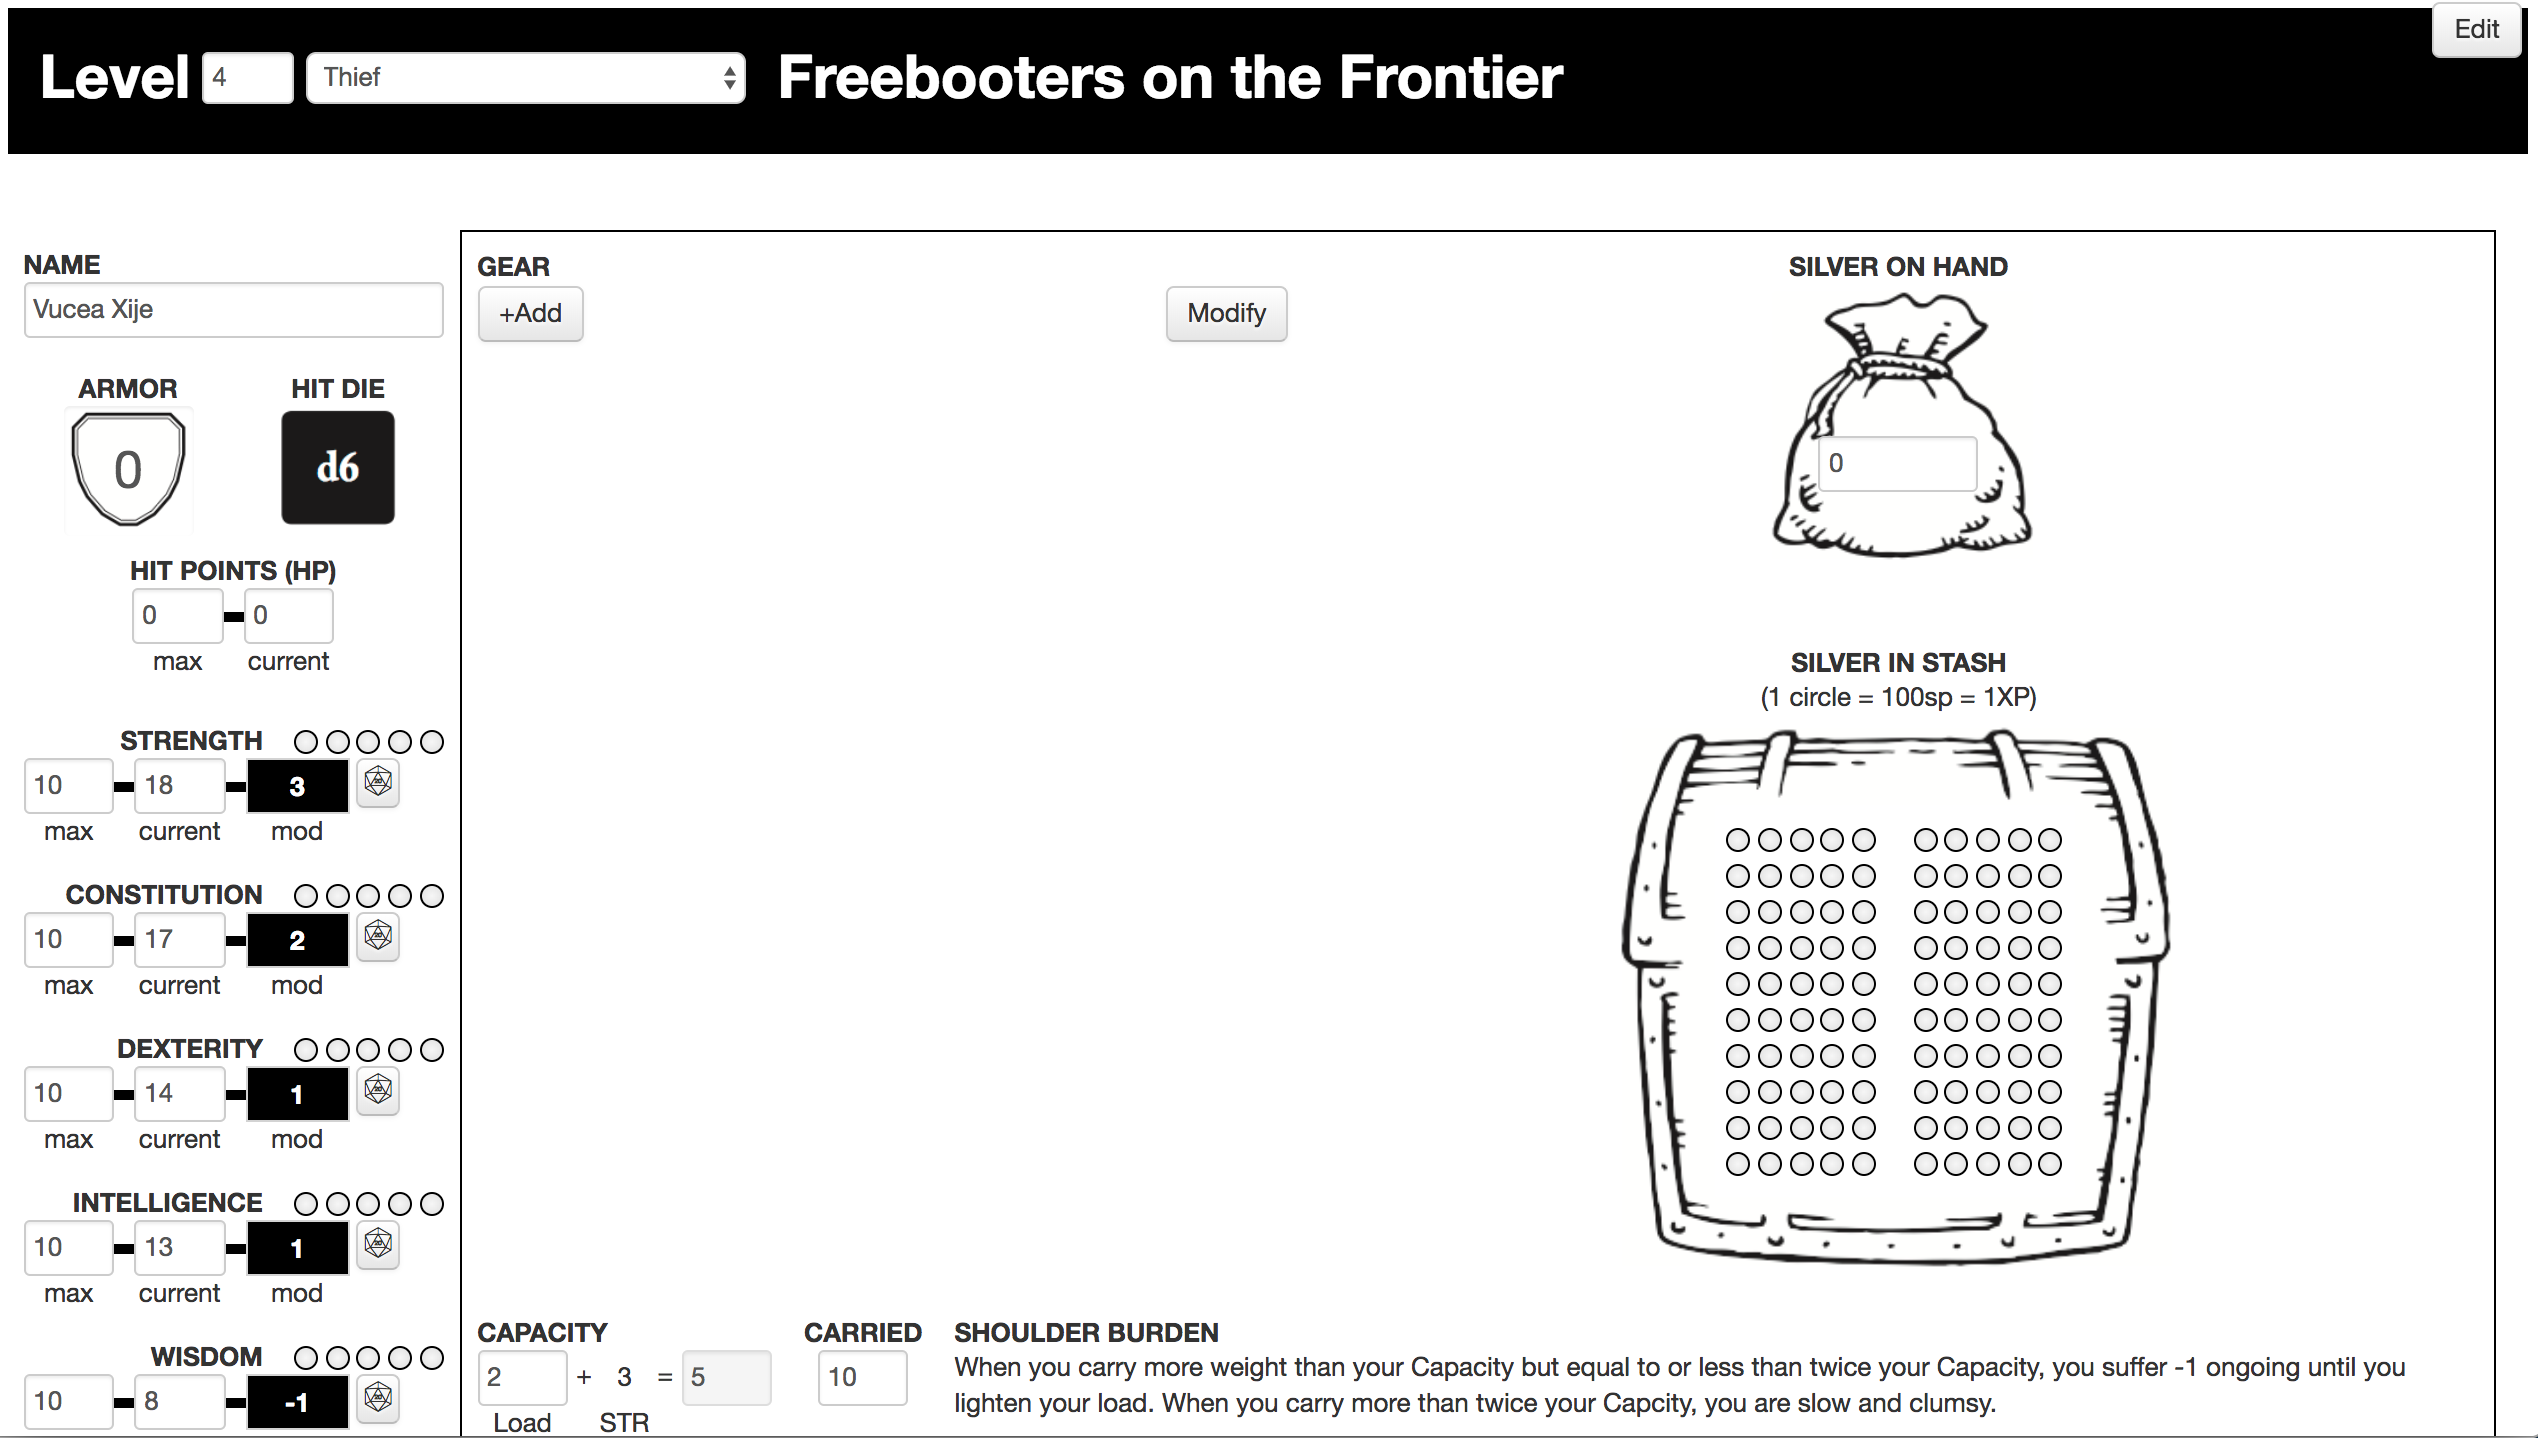 Edit
Level 4 Thief Freebooters on the Frontier
NAME
Vucea Xije
ARMOR HIT DIE
0 d6
HIT POINTS (HP)
0 0
max current
STRENGTH
10 18 3
max current mod
CONSTITUTION
10 17 2
max current mod
DEXTERITY
10 14 1
max current mod
INTELLIGENCE
10 13 1
max current mod
WISDOM
10 8 -1
GEAR
+Add Modify
SILVER ON HAND
0
SILVER IN STASH
(1 circle = 100sp = 1XP)
CAPACITY
2 + 3 = 5
Load STR
CARRIED
10
SHOULDER BURDEN
When you carry more weight than your Capacity but equal to or less than twice your Capacity, you suffer -1 ongoing until you
lighten your load. When you carry more than twice your Capcity, you are slow and clumsy.